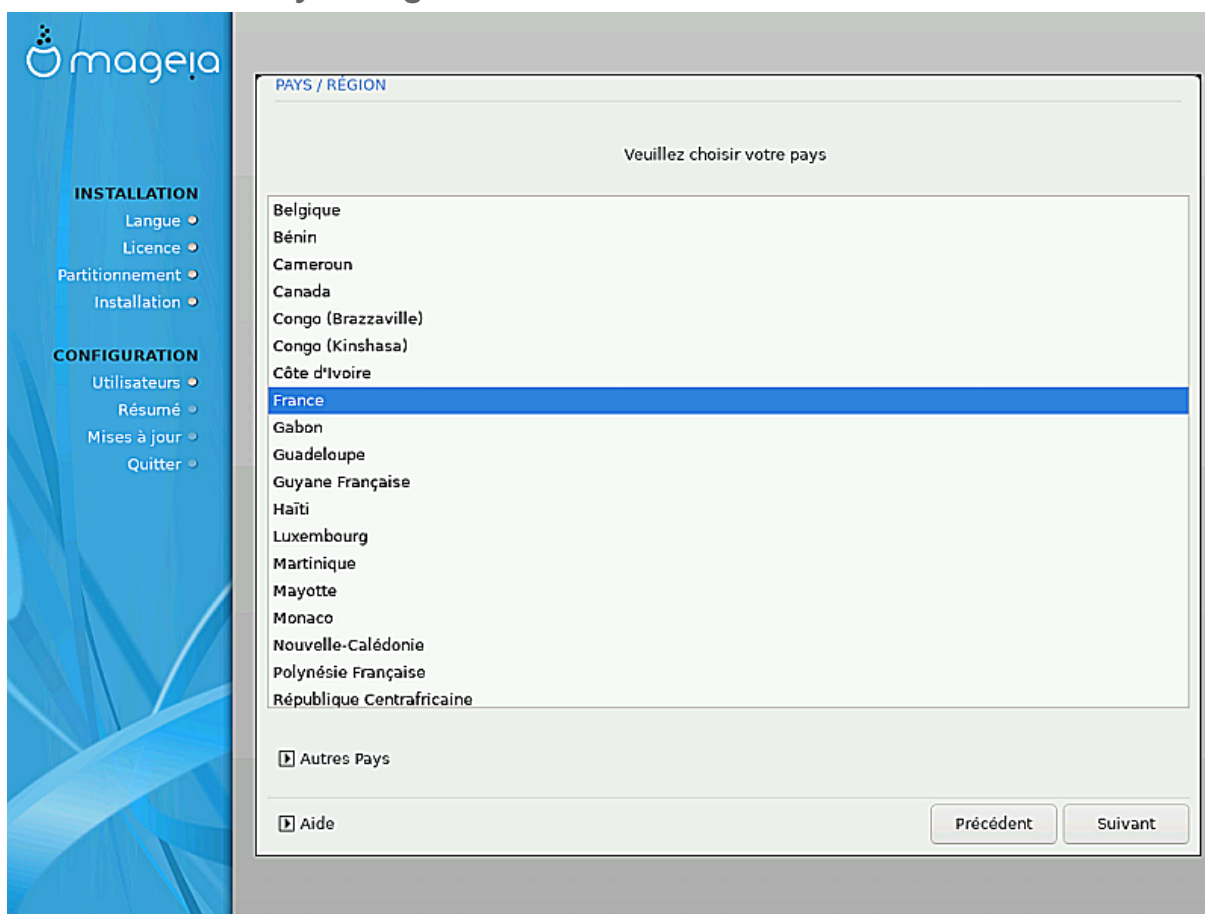 mageia
INSTALLATION
Langue
Licence
Partitionnement
Installation
CONFIGURATION
Utilisateurs
Résumé
Mises à jour
Quitter
PAYS / RÉGION
Veuillez choisir votre pays
Belgique
Bénin
Cameroun
Canada
Congo (Brazzaville)
Congo (Kinshasa)
Côte d'Ivoire
France
Gabon
Guadeloupe
Guyane Française
Haïti
Luxembourg
Martinique
Mayotte
Monaco
Nouvelle-Calédonie
Polynésie Française
République Centrafricaine
Autres Pays
Aide
Précédent
Suivant